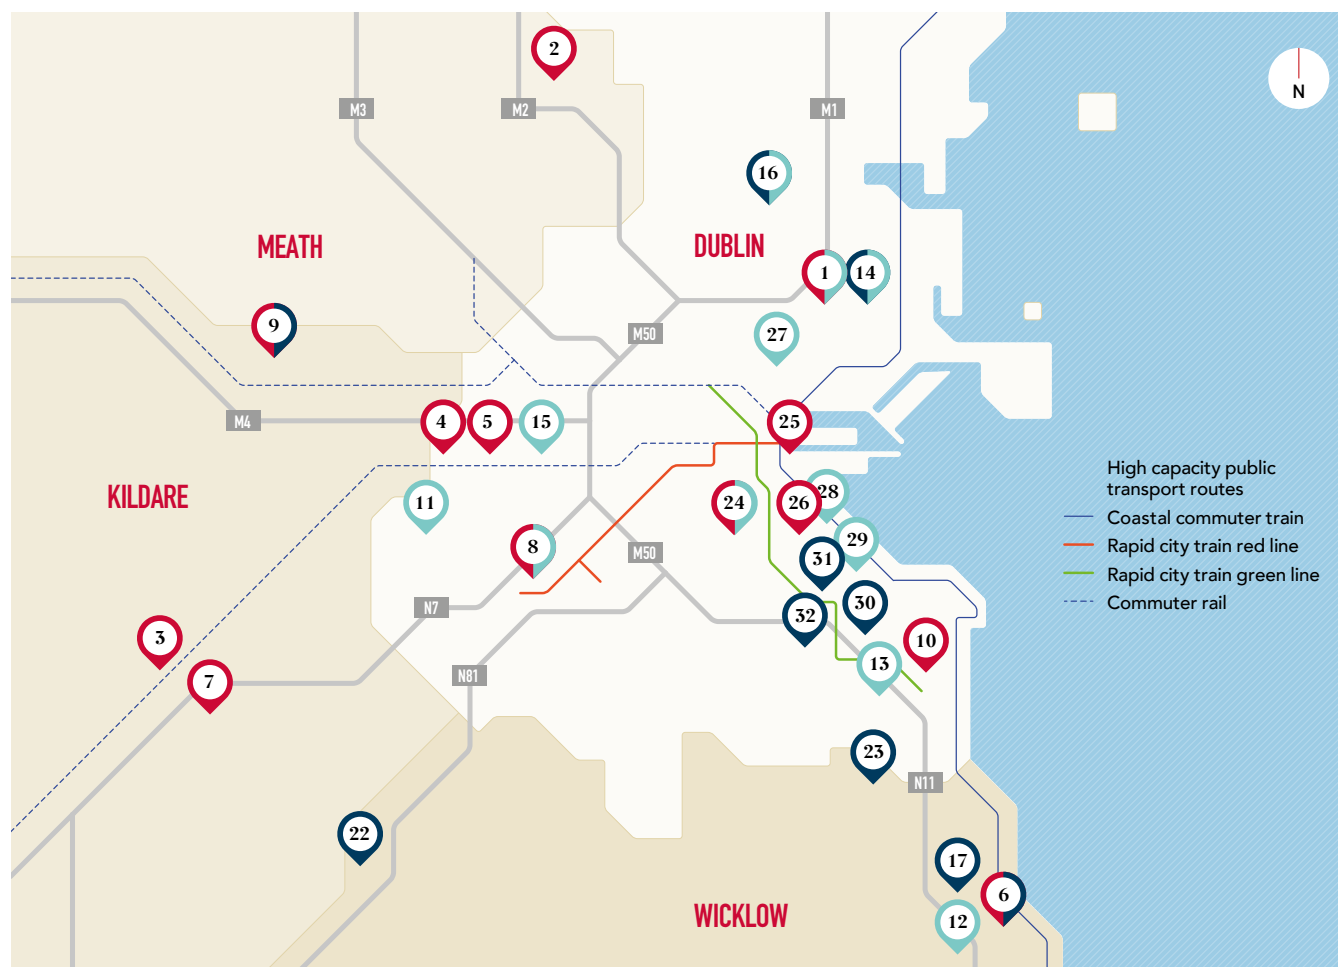 2
N
M3
M2
M1
16
MEATH
DUBLIN
1
14
9
M50
27
M4
4
5
15
25
High capacity public
transport routes
KILDARE
11
24
26
28
Coastal commuter train
8
29
Rapid city train red line
M50
31
Rapid city train green line
N7
32
30
Commuter rail
3
10
7
N81
13
23
N11
22
17
6
WICKLOW
12